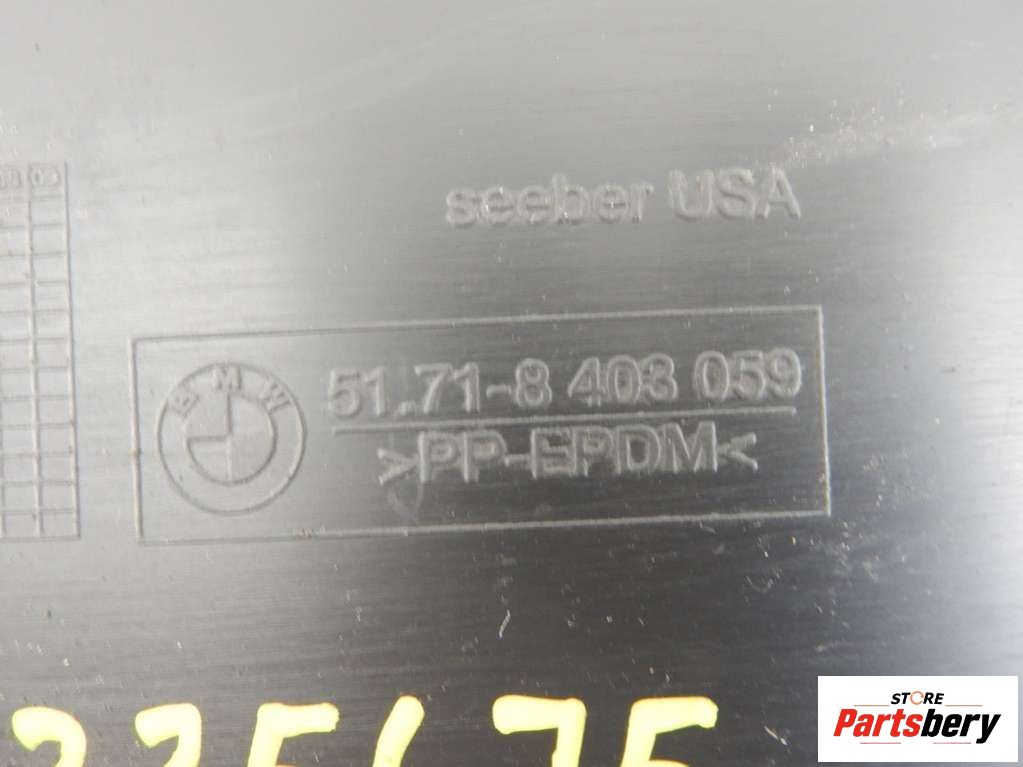 seeber USA
BMW
51.71-8 403 059
>PP-EPDM<
STORE
Partsbery